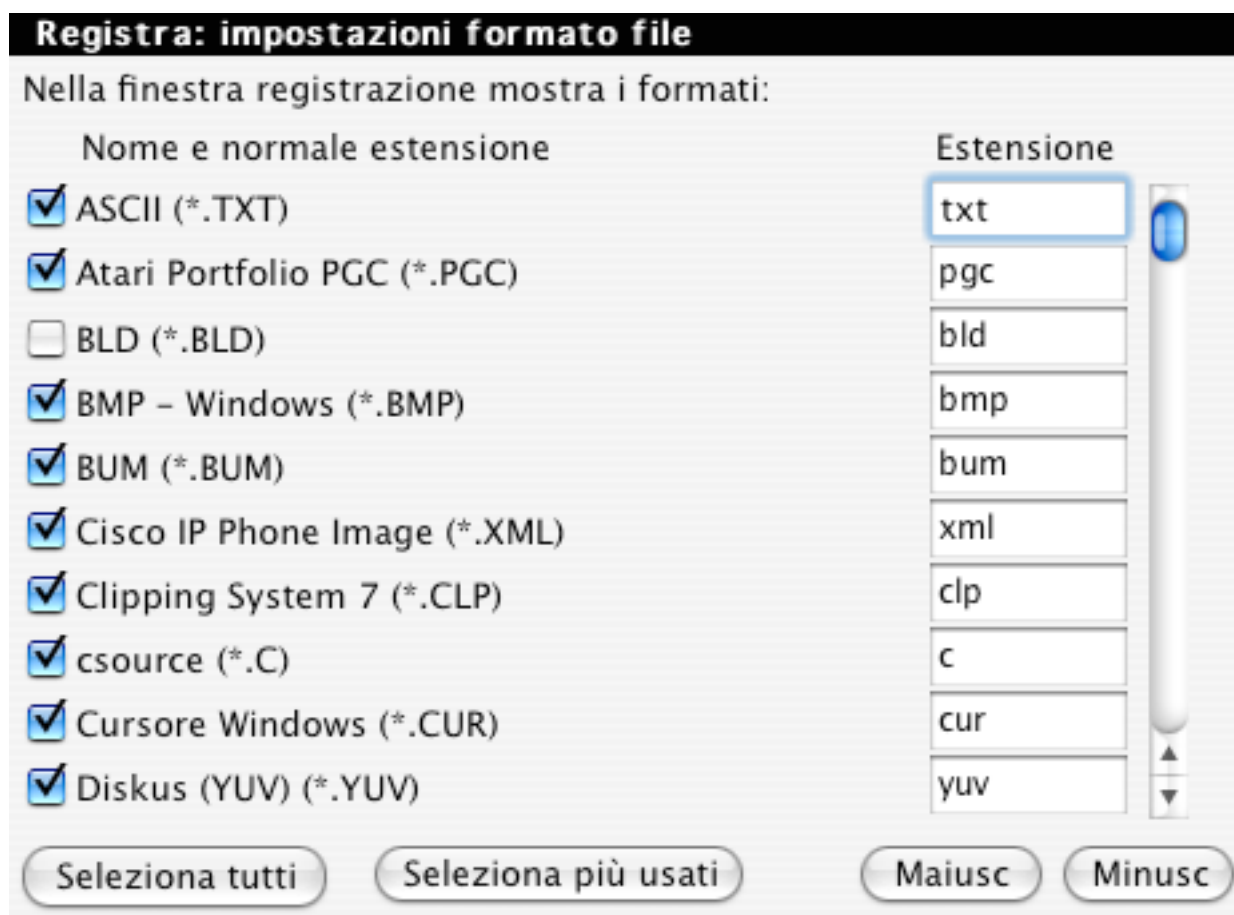 Registra: impostazioni formato file
Nella finestra registrazione mostra i formati:
Nome e normale estensione Estensione
ASCII (*.TXT) txt
Atari Portfolio PGC (*.PGC) pgc
BLD (*.BLD) bld
BMP – Windows (*.BMP) bmp
BUM (*.BUM) bum
Cisco IP Phone Image (*.XML) xml
Clipping System 7 (*.CLP) clp
csource (*.C) c
Cursore Windows (*.CUR) cur
Diskus (YUV) (*.YUV) yuv
Seleziona tutti Seleziona più usati Maiusc Minusc